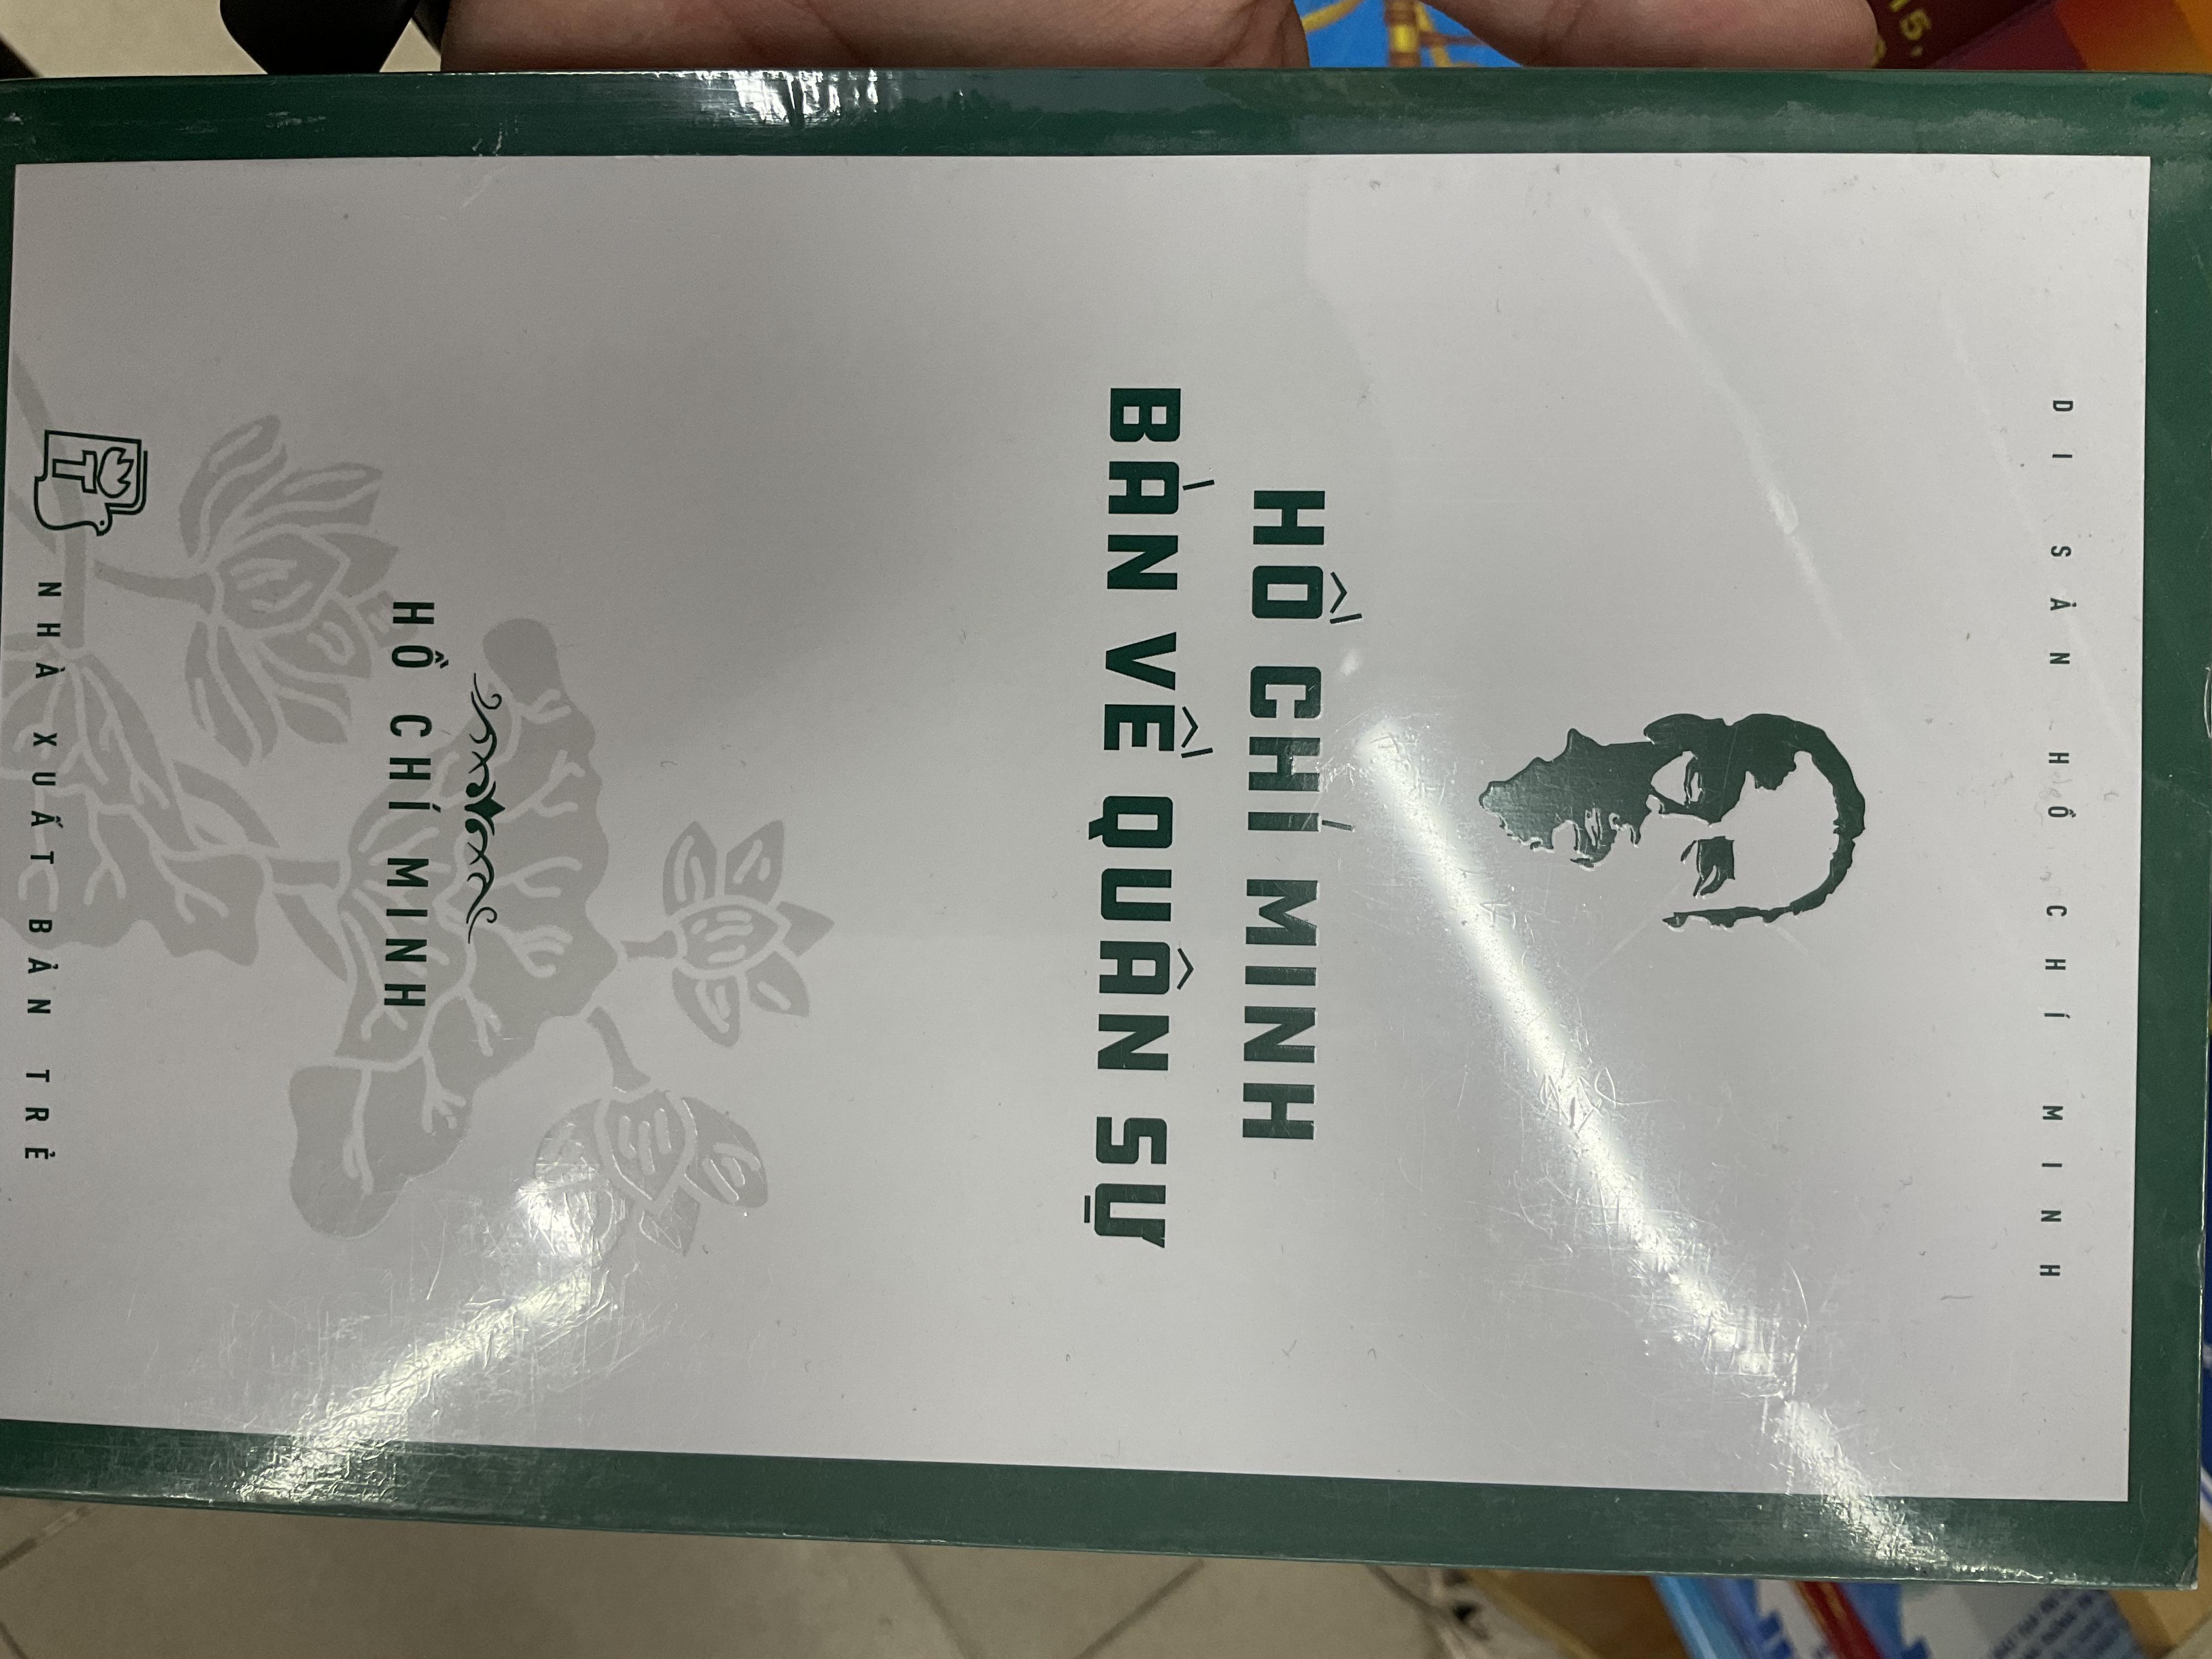 DI SẢN HỒ CHÍ MINH
HỒ CHÍ MINH
BÀN VỀ QUÂN SỰ
HỒ CHÍ MINH
T
NHÀ XUẤT BẢN TRẺ
15,